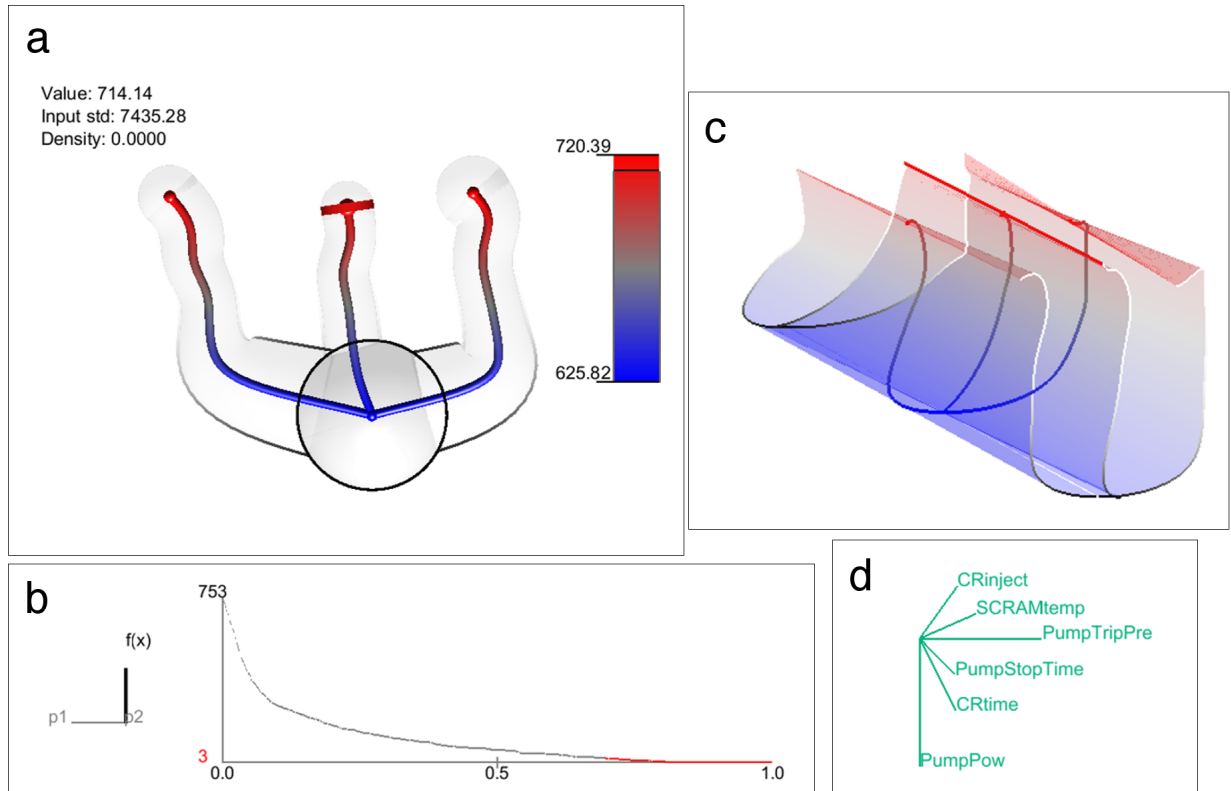 a
Value: 714.14
Input std: 7435.28
Density: 0.0000
720.39
625.82
c
b
753
f(x)
p1
p2
3
0.0
0.5
1.0
d
CRinject
SCRAMtemp
PumpTripPre
PumpStopTime
CRtime
PumpPow